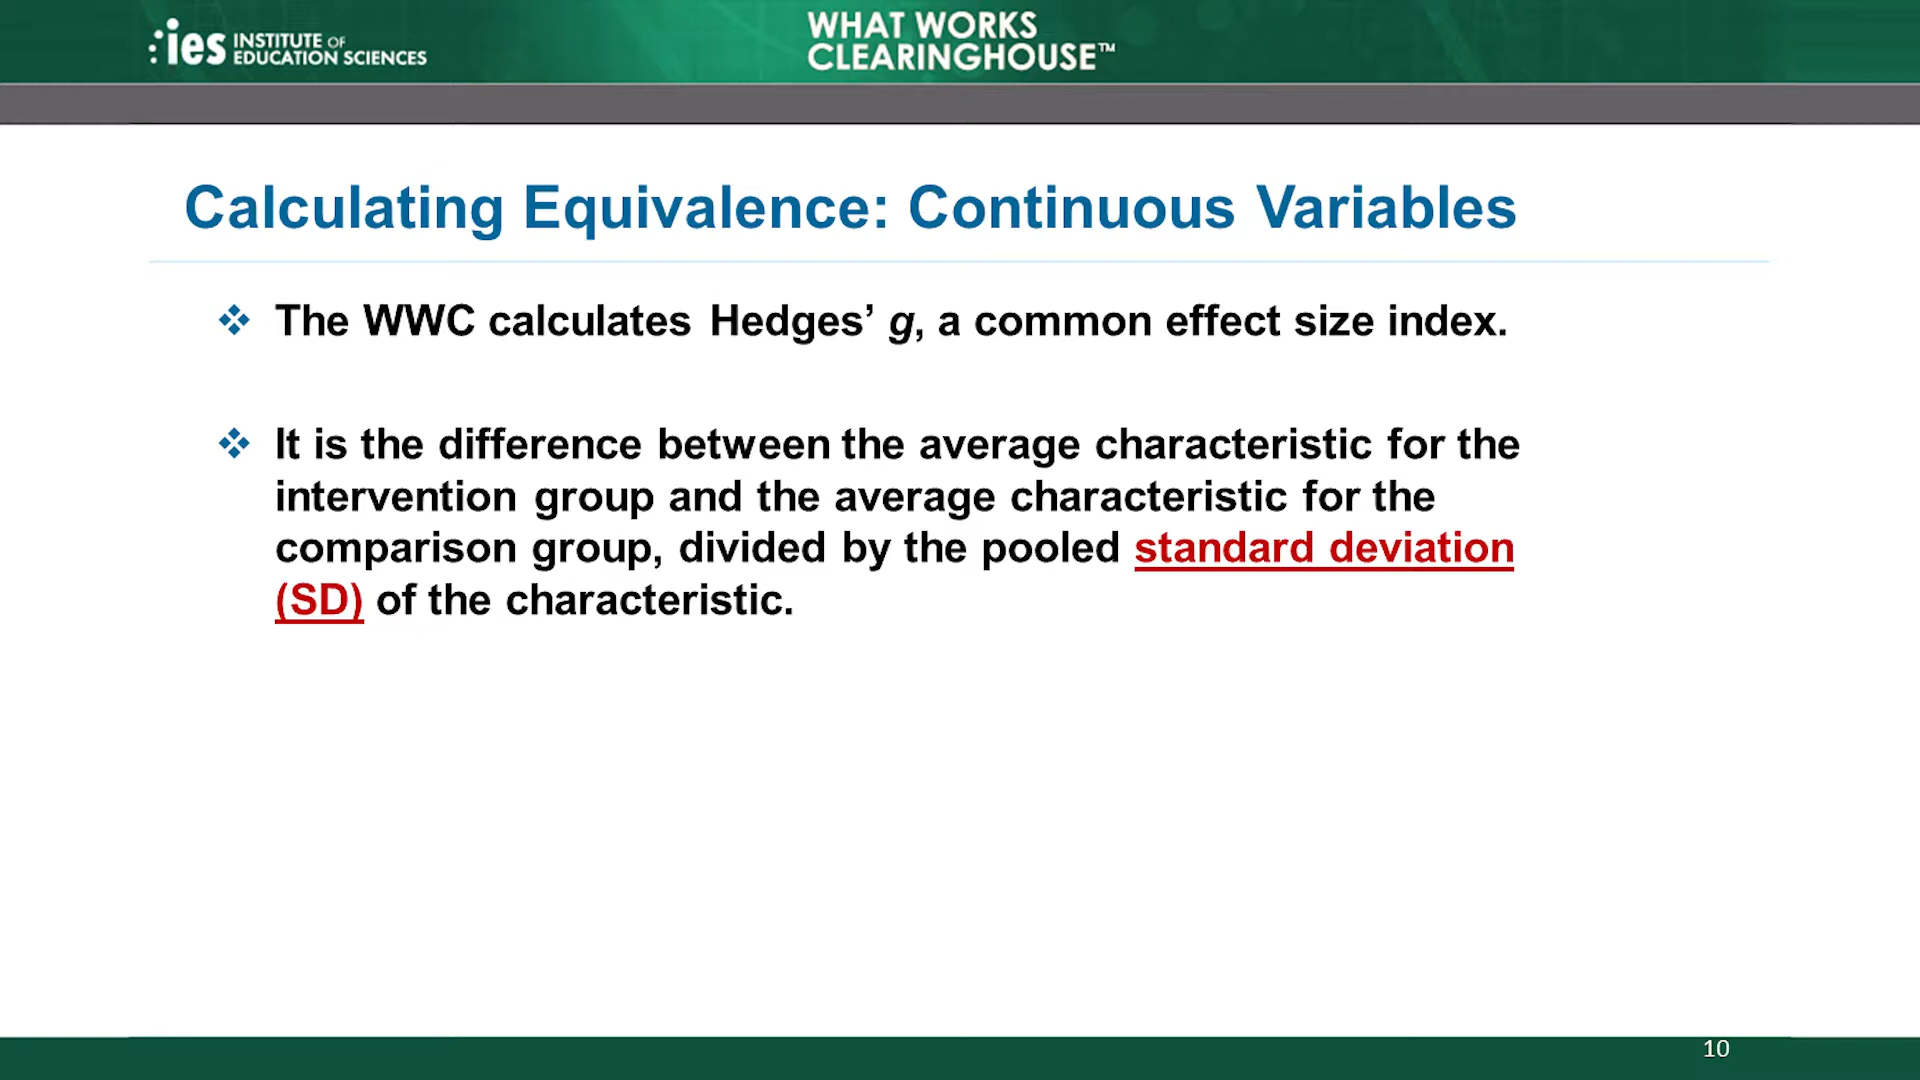 ies INSTITUTE OF
EDUCATION SCIENCES
WHAT WORKS
CLEARINGHOUSE™
Calculating Equivalence: Continuous Variables
❖ The WWC calculates Hedges’ g, a common effect size index.
❖ It is the difference between the average characteristic for the
intervention group and the average characteristic for the
comparison group, divided by the pooled standard deviation
(SD) of the characteristic.
10